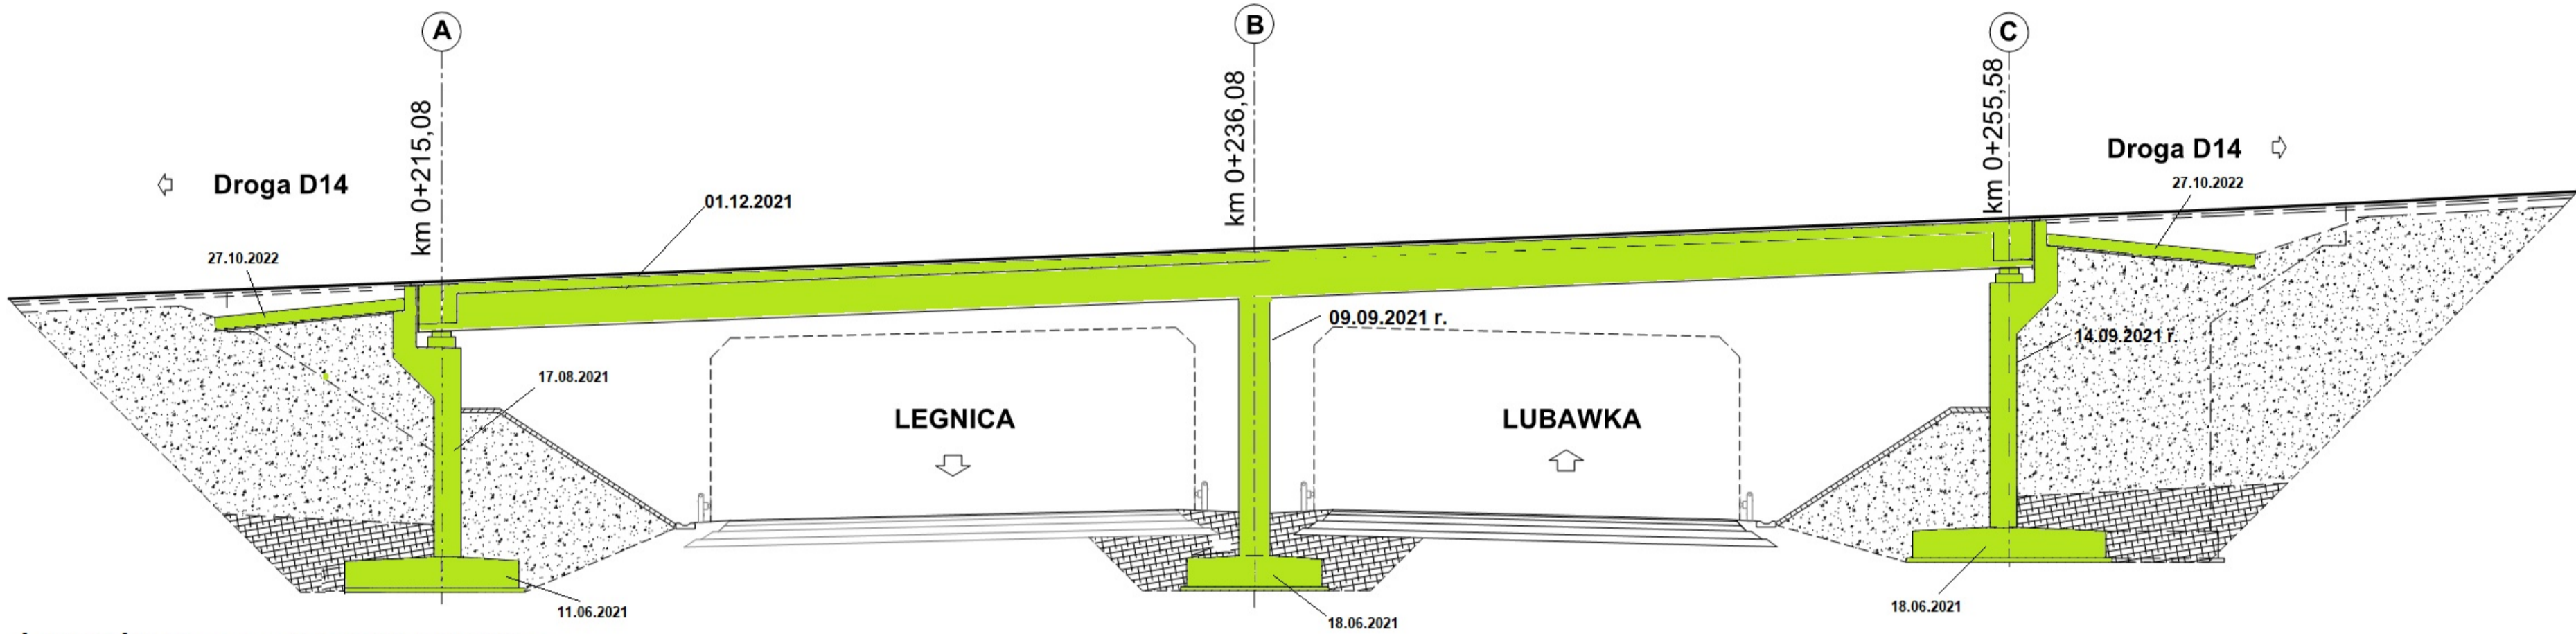 A
B
C
km 0+215,08
km 0+236,08
km 0+255,58
Droga D14
Droga D14
27.10.2022
01.12.2021
27.10.2022
09.09.2021 r.
14.09.2021 r.
17.08.2021
LEGNICA
LUBAWKA
11.06.2021
18.06.2021
18.06.2021